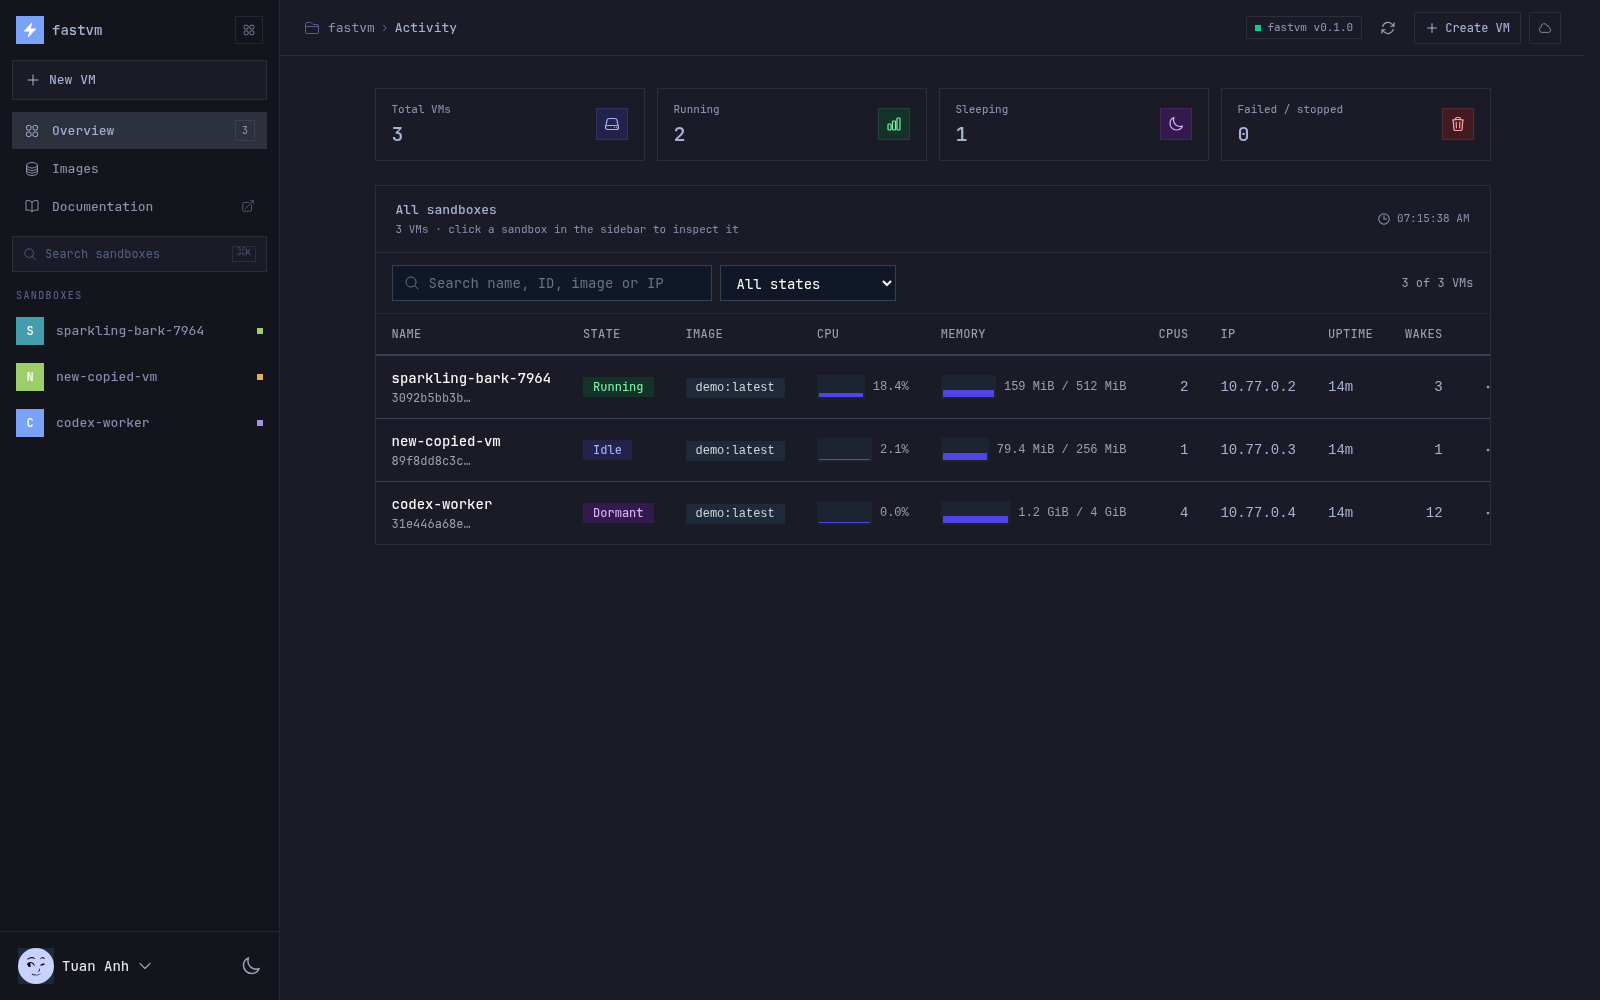 fastvm
New VM
Overview 3
Images
Documentation
Search sandboxes ⌘K
SANDBOXES
S sparkling-bark-7964
N new-copied-vm
C codex-worker
Tuan Anh
fastvm › Activity
fastvm v0.1.0
Create VM
Total VMs
3
Running
2
Sleeping
1
Failed / stopped
0
All sandboxes
3 VMs · click a sandbox in the sidebar to inspect it
07:15:38 AM
Search name, ID, image or IP
All states
3 of 3 VMs
NAME STATE IMAGE CPU MEMORY CPUS IP UPTIME WAKES
sparkling-bark-7964
3092b5bb3b…
Running demo:latest 18.4% 159 MiB / 512 MiB 2 10.77.0.2 14m 3
new-copied-vm
89f8dd8c3c…
Idle demo:latest 2.1% 79.4 MiB / 256 MiB 1 10.77.0.3 14m 1
codex-worker
31e446a68e…
Dormant demo:latest 0.0% 1.2 GiB / 4 GiB 4 10.77.0.4 14m 12